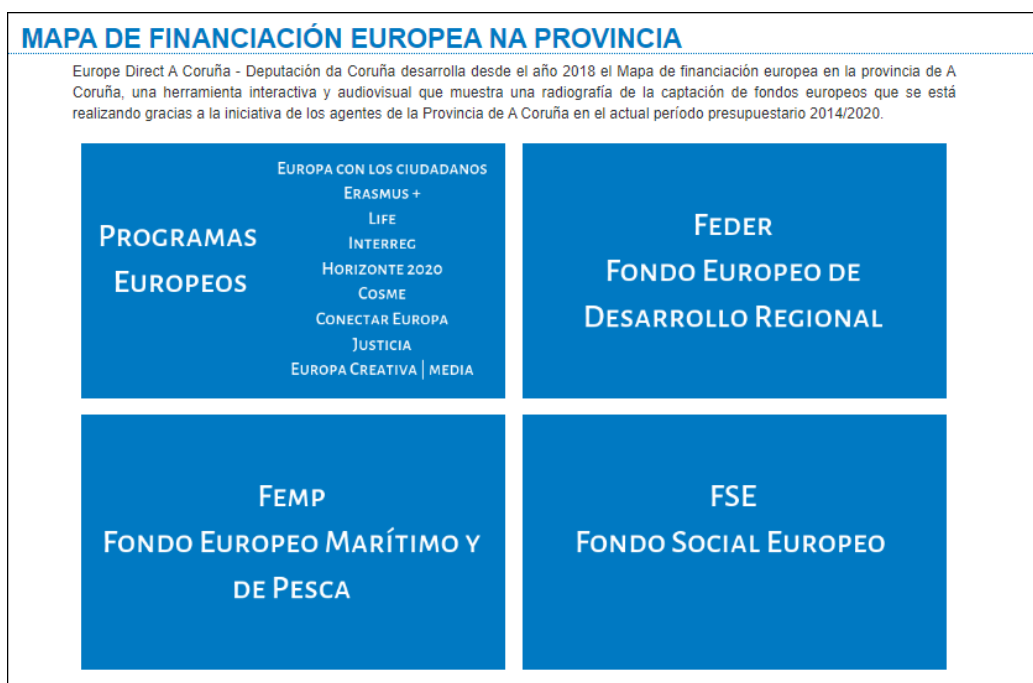 MAPA DE FINANCIACIÓN EUROPEA NA PROVINCIA
Europe Direct A Coruña - Deputación da Coruña desarrolla desde el año 2018 el Mapa de financiación europea en la provincia de A
Coruña, una herramienta interactiva y audiovisual que muestra una radiografía de la captación de fondos europeos que se está
realizando gracias a la iniciativa de los agentes de la Provincia de A Coruña en el actual período presupuestario 2014/2020.
PROGRAMAS
EUROPEOS
EUROPA CON LOS CIUDADANOS
ERASMUS +
LIFE
INTERREG
HORIZONTE 2020
COSME
CONECTAR EUROPA
JUSTICIA
EUROPA CREATIVA | MEDIA
FEDER
FONDO EUROPEO DE
DESARROLLO REGIONAL
FEMP
FONDO EUROPEO MARÍTIMO Y
DE PESCA
FSE
FONDO SOCIAL EUROPEO